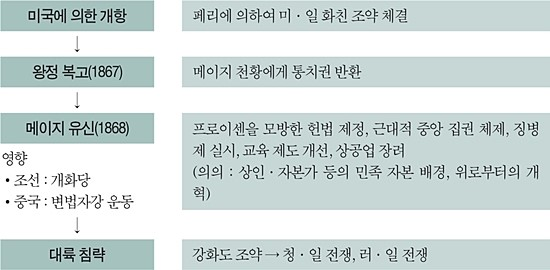 미국에 의한 개항
페리에 의하여 미 · 일 화친 조약 체결
↓
왕정 복고(1867)
메이지 천황에게 통치권 반환
↓
메이지 유신(1868)
프로이센을 모방한 헌법 제정, 근대적 중앙 집권 체제, 징병
제 실시, 교육 제도 개선, 상공업 장려
(의의 : 상인 · 자본가 등의 민족 자본 배경, 위로부터의 개
혁)
영향
• 조선 : 개화당
• 중국 : 변법자강 운동
↓
대륙 침략
강화도 조약 → 청 · 일 전쟁, 러 · 일 전쟁